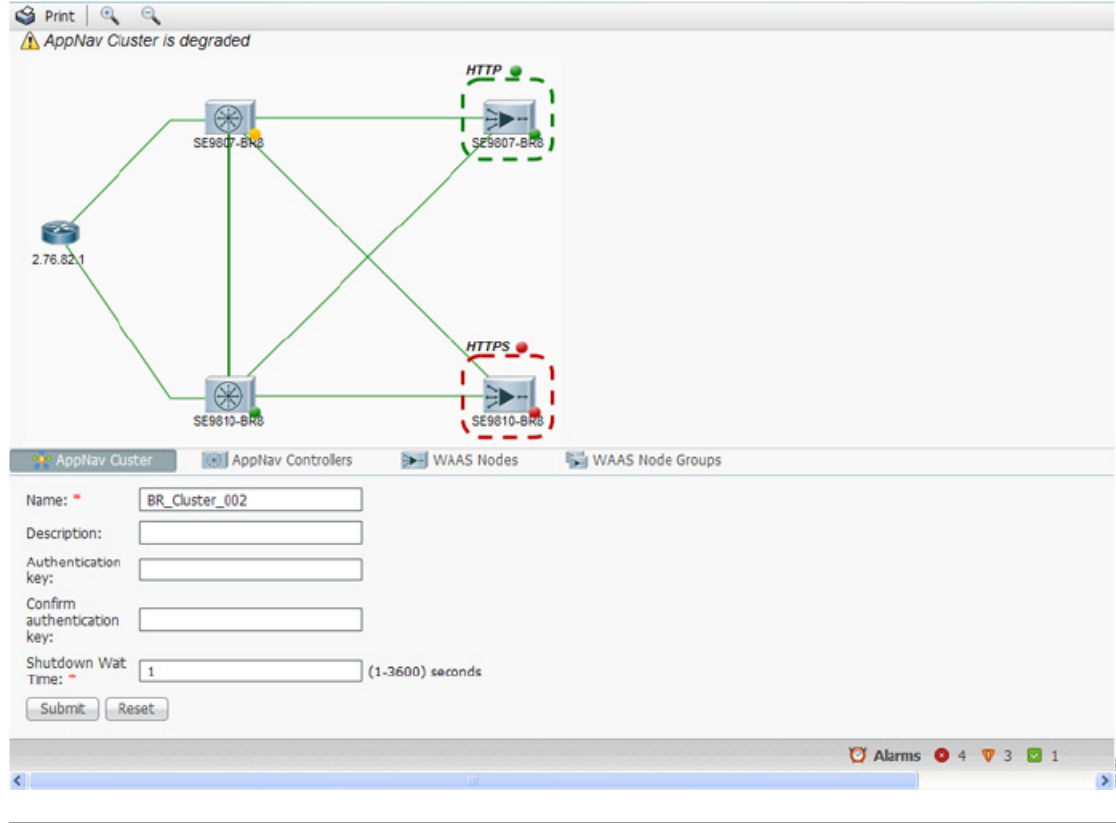 Print
AppNav Cluster is degraded
HTTP
SE9807-BR8
SE9807-BR8
2.76.82.1
HTTPS
SE9810-BR8
SE9810-BR8
AppNav Cluster
AppNav Controllers
WAAS Nodes
WAAS Node Groups
Name: *
BR_Cluster_002
Description:
Authentication
key:
Confirm
authentication
key:
Shutdown Wait
Time: *
1
(1-3600) seconds
Submit
Reset
Alarms 4 3 1